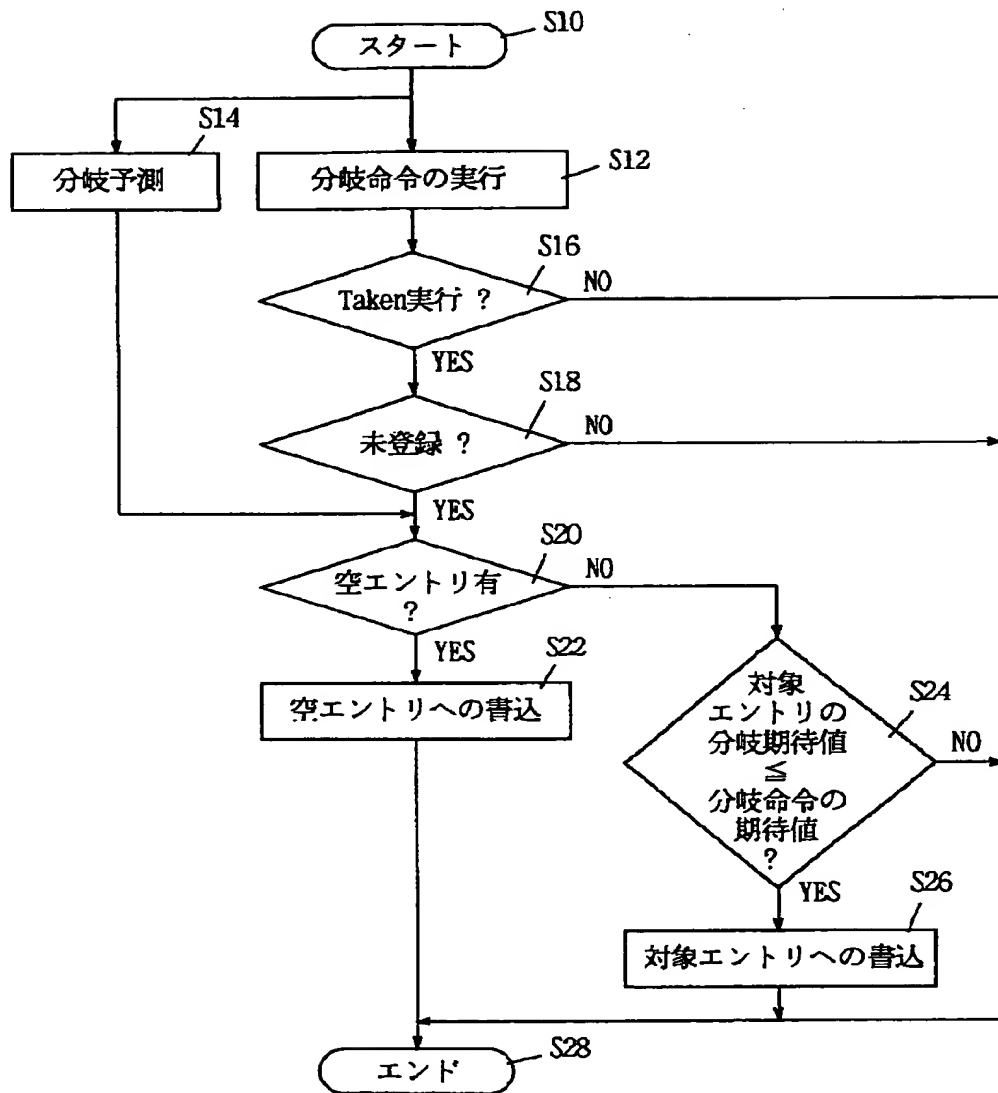 S10
スタート
S14
分岐予測
S12
分岐命令の実行
S16
Taken実行 ?
NO
YES
S18
未登録 ?
NO
YES
S20
空エントリ有
?
NO
YES
S22
空エントリへの書込
S24
対象
エントリの
分岐期待値
≦
分岐命令の
期待値
?
NO
YES
S26
対象エントリへの書込
S28
エンド